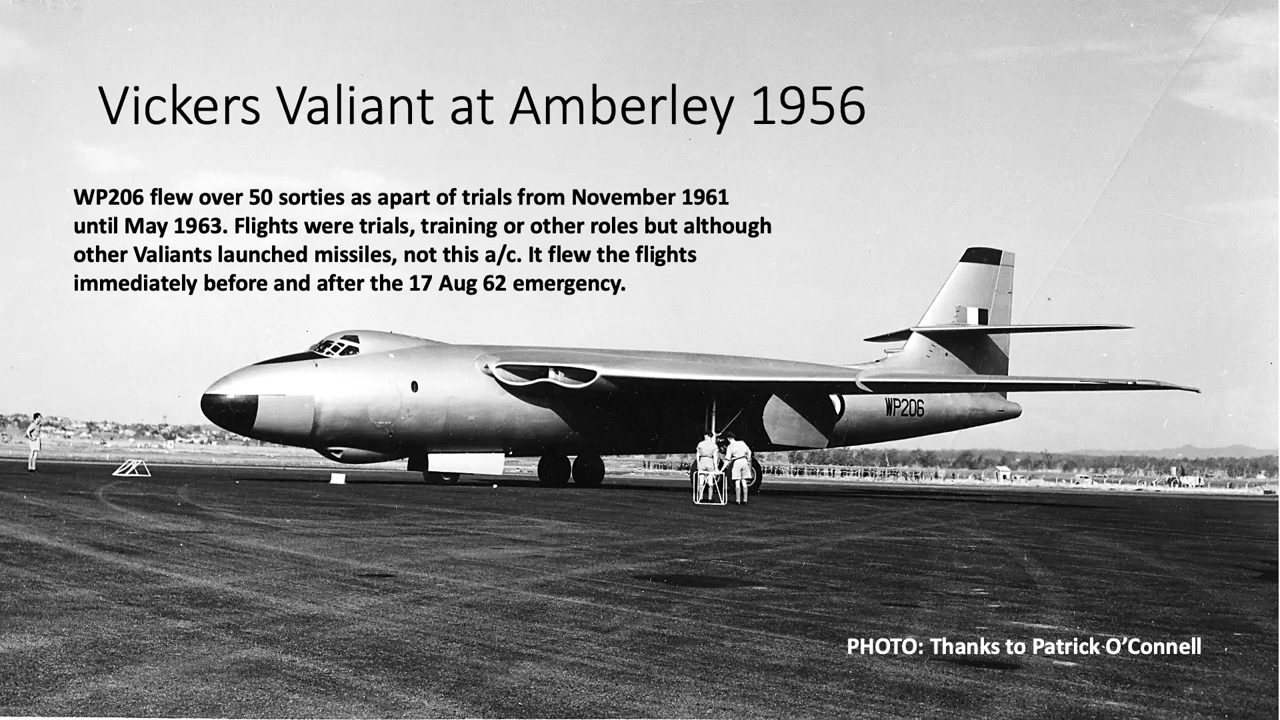 Vickers Valiant at Amberley 1956
WP206 flew over 50 sorties as apart of trials from November 1961
until May 1963. Flights were trials, training or other roles but although
other Valiants launched missiles, not this a/c. It flew the flights
immediately before and after the 17 Aug 62 emergency.
WP206
PHOTO: Thanks to Patrick O’Connell